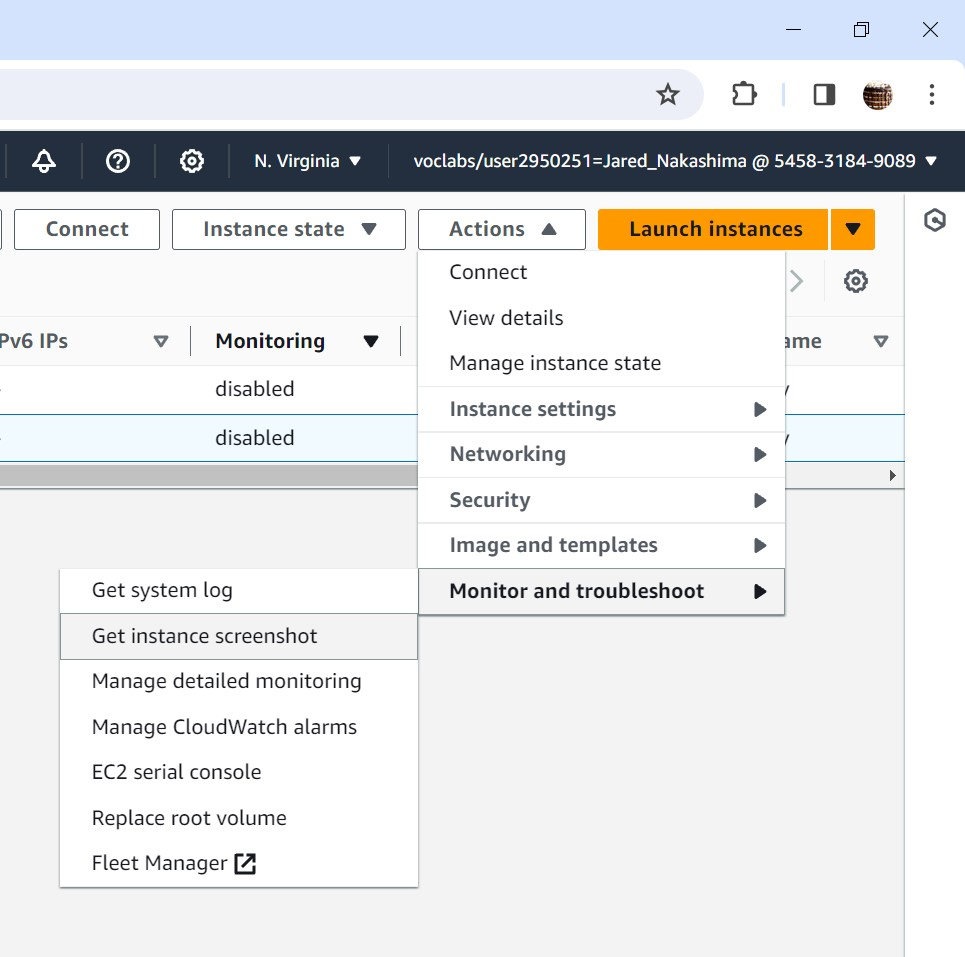 N. Virginia
voclabs/user2950251=Jared_Nakashima @ 5458-3184-9089
Connect
Instance state
Actions
Launch instances
Connect
View details
Manage instance state
Pv6 IPs
Monitoring
ame
disabled
disabled
Instance settings
Networking
Security
Image and templates
Monitor and troubleshoot
Get system log
Get instance screenshot
Manage detailed monitoring
Manage CloudWatch alarms
EC2 serial console
Replace root volume
Fleet Manager